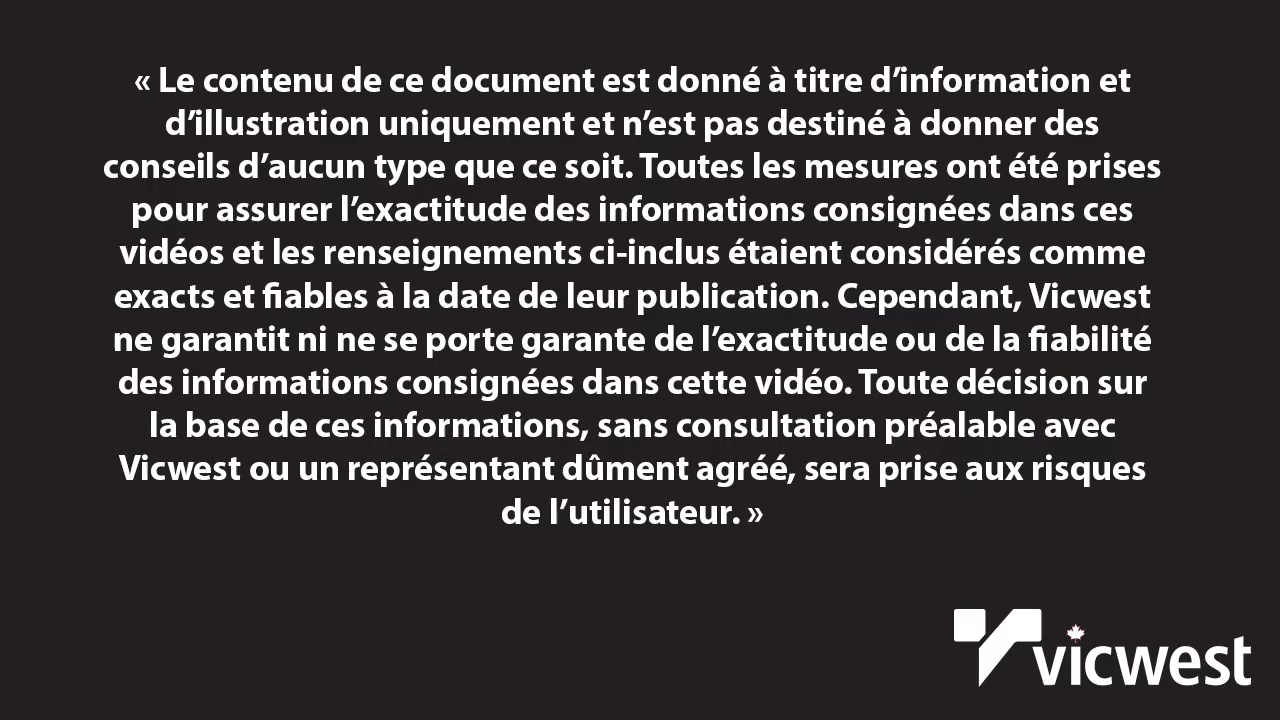 « Le contenu de ce document est donné à titre d’information et
d’illustration uniquement et n’est pas destiné à donner des
conseils d’aucun type que ce soit. Toutes les mesures ont été prises
pour assurer l’exactitude des informations consignées dans ces
vidéos et les renseignements ci-inclus étaient considérés comme
exacts et fiables à la date de leur publication. Cependant, Vicwest
ne garantit ni ne se porte garante de l’exactitude ou de la fiabilité
des informations consignées dans cette vidéo. Toute décision sur
la base de ces informations, sans consultation préalable avec
Vicwest ou un représentant dûment agréé, sera prise aux risques
de l’utilisateur. »
vicwest